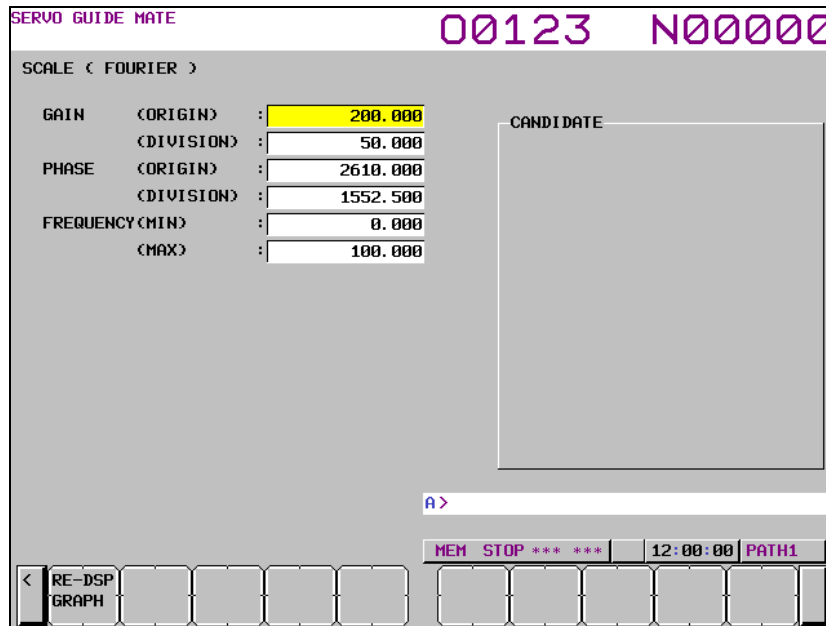 SERVO GUIDE MATE
O0123 N00000
SCALE ( FOURIER )
GAIN (ORIGIN) : 200.000
(DIVISION) : 50.000
PHASE (ORIGIN) : 2610.000
(DIVISION) : 1552.500
FREQUENCY(MIN) : 0.000
(MAX) : 100.000
CANDIDATE
A>
MEM STOP *** *** 12:00:00 PATH1
< RE-DSP
GRAPH